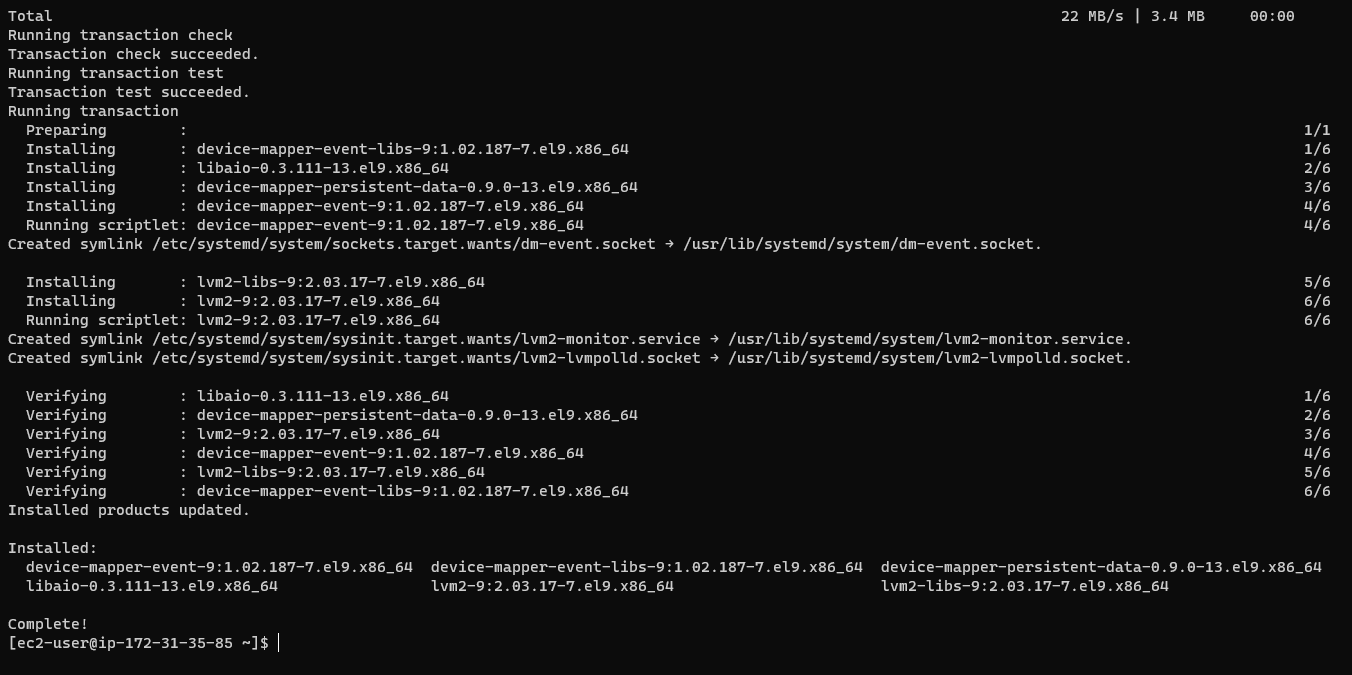 Total 22 MB/s | 3.4 MB 00:00
Running transaction check
Transaction check succeeded.
Running transaction test
Transaction test succeeded.
Running transaction
  Preparing        : 1/1
  Installing       : device-mapper-event-libs-9:1.02.187-7.el9.x86_64 1/6
  Installing       : libaio-0.3.111-13.el9.x86_64 2/6
  Installing       : device-mapper-persistent-data-0.9.0-13.el9.x86_64 3/6
  Installing       : device-mapper-event-9:1.02.187-7.el9.x86_64 4/6
  Running scriptlet: device-mapper-event-9:1.02.187-7.el9.x86_64 4/6
Created symlink /etc/systemd/system/sockets.target.wants/dm-event.socket → /usr/lib/systemd/system/dm-event.socket.
  Installing       : lvm2-libs-9:2.03.17-7.el9.x86_64 5/6
  Installing       : lvm2-9:2.03.17-7.el9.x86_64 6/6
  Running scriptlet: lvm2-9:2.03.17-7.el9.x86_64 6/6
Created symlink /etc/systemd/system/sysinit.target.wants/lvm2-monitor.service → /usr/lib/systemd/system/lvm2-monitor.service.
Created symlink /etc/systemd/system/sysinit.target.wants/lvm2-lvmpolld.socket → /usr/lib/systemd/system/lvm2-lvmpolld.socket.
  Verifying        : libaio-0.3.111-13.el9.x86_64 1/6
  Verifying        : device-mapper-persistent-data-0.9.0-13.el9.x86_64 2/6
  Verifying        : lvm2-9:2.03.17-7.el9.x86_64 3/6
  Verifying        : device-mapper-event-9:1.02.187-7.el9.x86_64 4/6
  Verifying        : lvm2-libs-9:2.03.17-7.el9.x86_64 5/6
  Verifying        : device-mapper-event-libs-9:1.02.187-7.el9.x86_64 6/6
Installed products updated.
Installed:
  device-mapper-event-9:1.02.187-7.el9.x86_64  device-mapper-event-libs-9:1.02.187-7.el9.x86_64  device-mapper-persistent-data-0.9.0-13.el9.x86_64
  libaio-0.3.111-13.el9.x86_64  lvm2-9:2.03.17-7.el9.x86_64  lvm2-libs-9:2.03.17-7.el9.x86_64
Complete!
[ec2-user@ip-172-31-35-85 ~]$